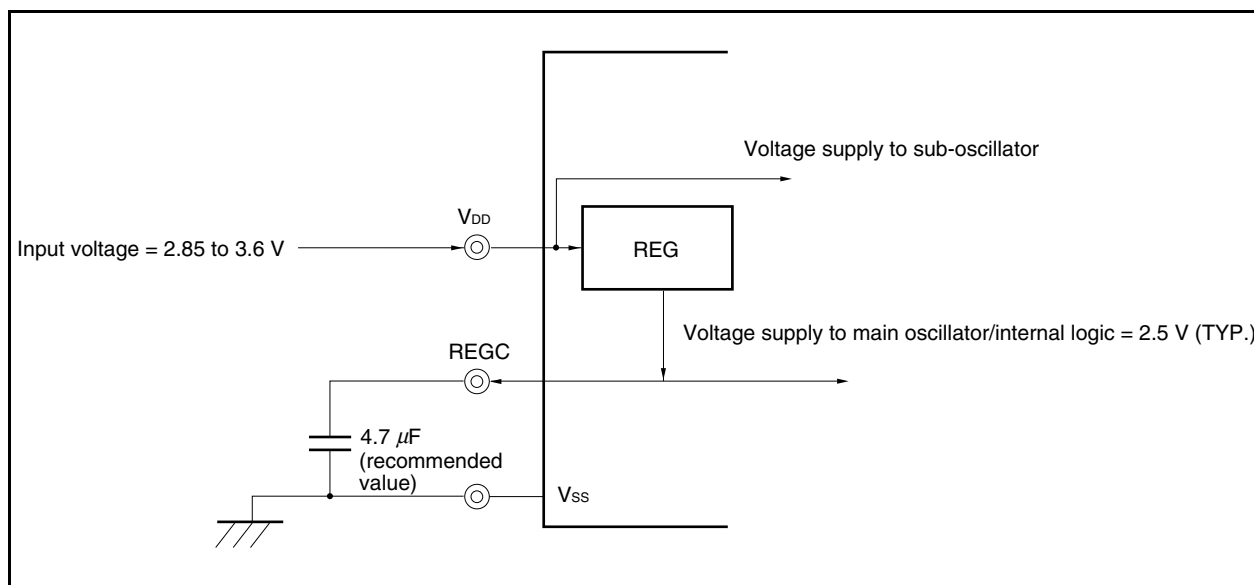 Voltage supply to sub-oscillator
VDD
Input voltage = 2.85 to 3.6 V
REG
Voltage supply to main oscillator/internal logic = 2.5 V (TYP.)
REGC
4.7 μF
(recommended
value)
VSS